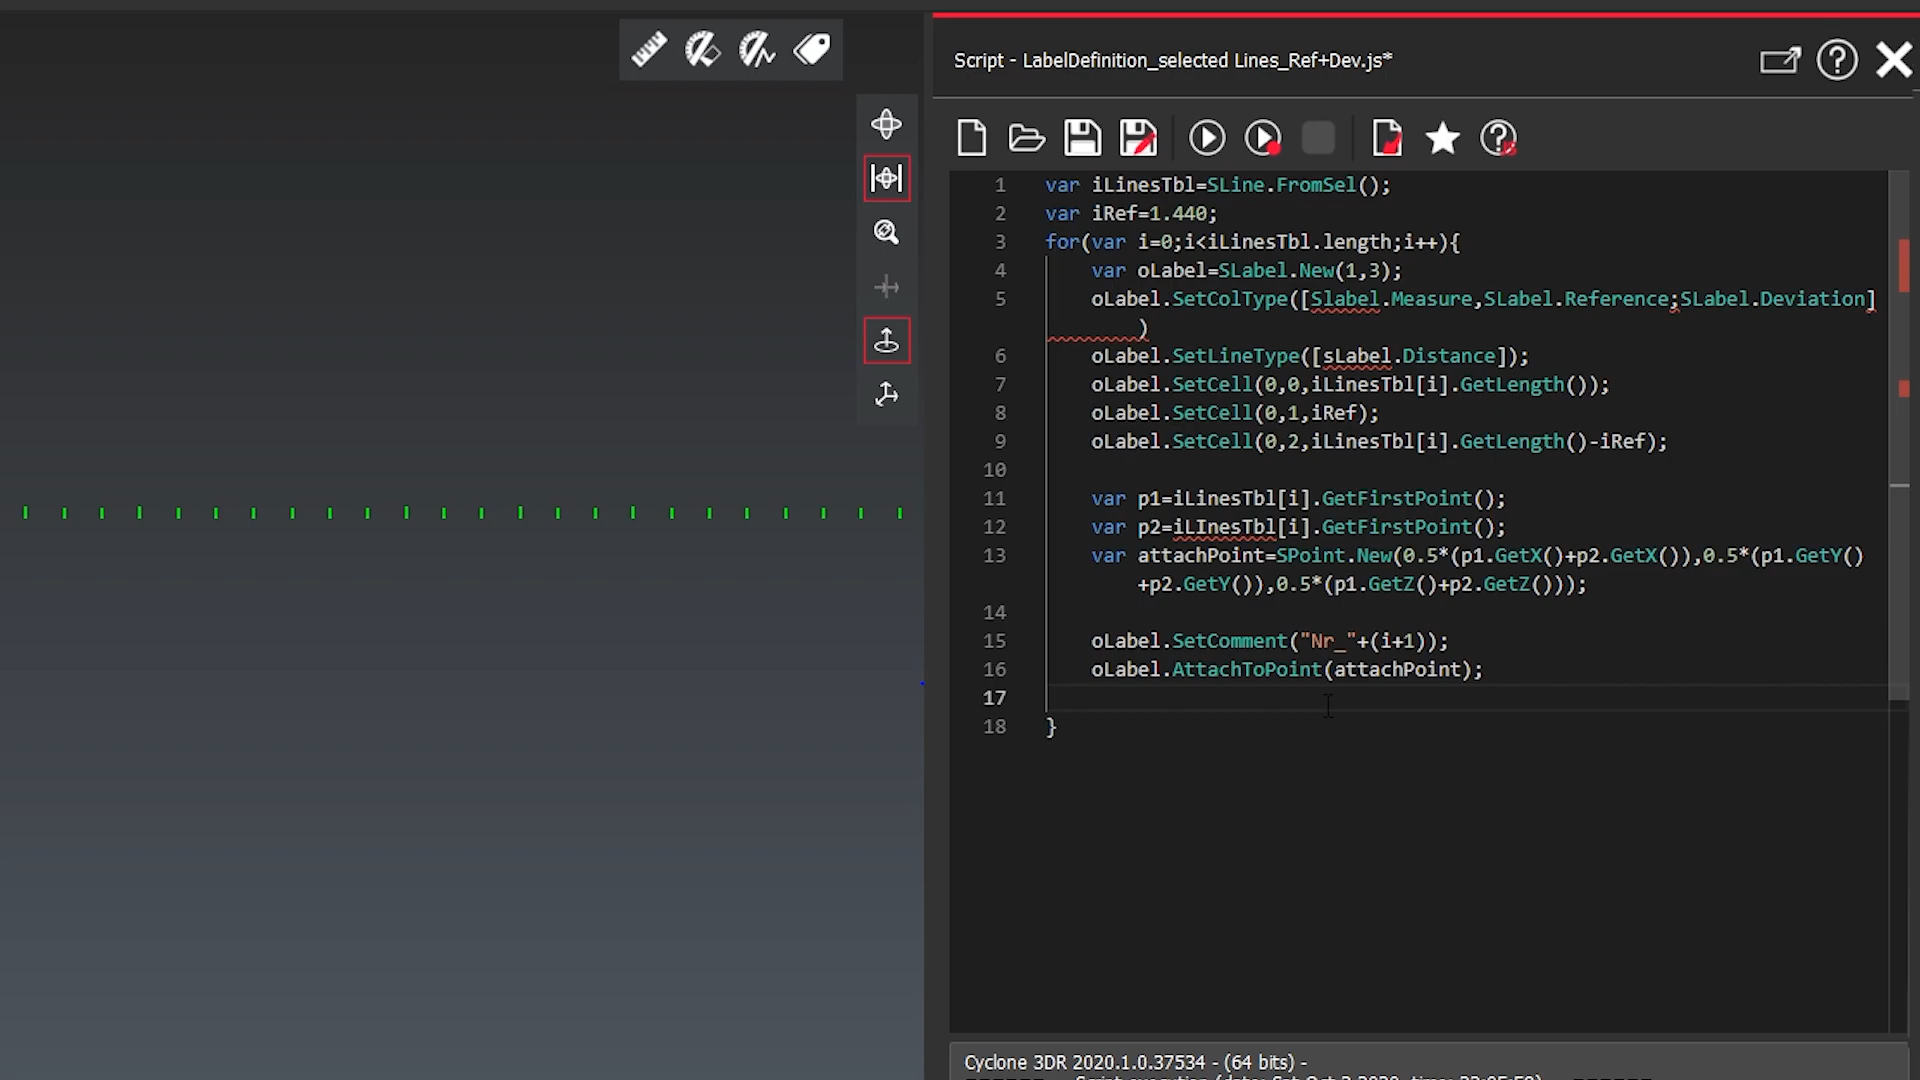 Script - LabelDefinition_selected Lines_Ref+Dev.js*
1 var iLinesTbl=SLine.FromSel();
2 var iRef=1.440;
3 for(var i=0;i<iLinesTbl.length;i++){
4 var oLabel=SLabel.New(1,3);
5 oLabel.SetColType([Slabel.Measure,SLabel.Reference;SLabel.Deviation]
)
6 oLabel.SetLineType([sLabel.Distance]);
7 oLabel.SetCell(0,0,iLinesTbl[i].GetLength());
8 oLabel.SetCell(0,1,iRef);
9 oLabel.SetCell(0,2,iLinesTbl[i].GetLength()-iRef);
10
11 var p1=iLinesTbl[i].GetFirstPoint();
12 var p2=iLInesTbl[i].GetFirstPoint();
13 var attachPoint=SPoint.New(0.5*(p1.GetX()+p2.GetX()),0.5*(p1.GetY()
+p2.GetY()),0.5*(p1.GetZ()+p2.GetZ()));
14
15 oLabel.SetComment("Nr_"+(i+1));
16 oLabel.AttachToPoint(attachPoint);
17
18 }
Cyclone 3DR 2020.1.0.37534 - (64 bits) -